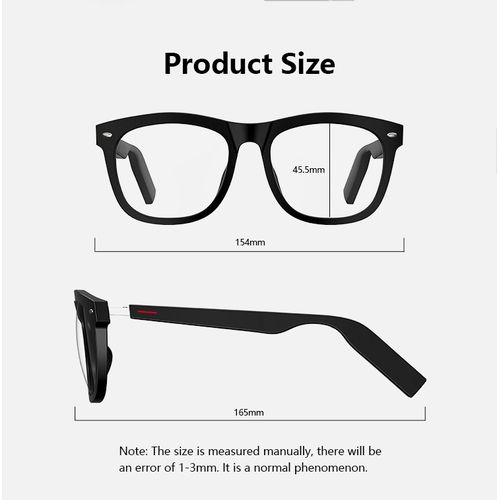 Product Size
45.5mm
154mm
165mm
Note: The size is measured manually, there will be
an error of 1-3mm. It is a normal phenomenon.